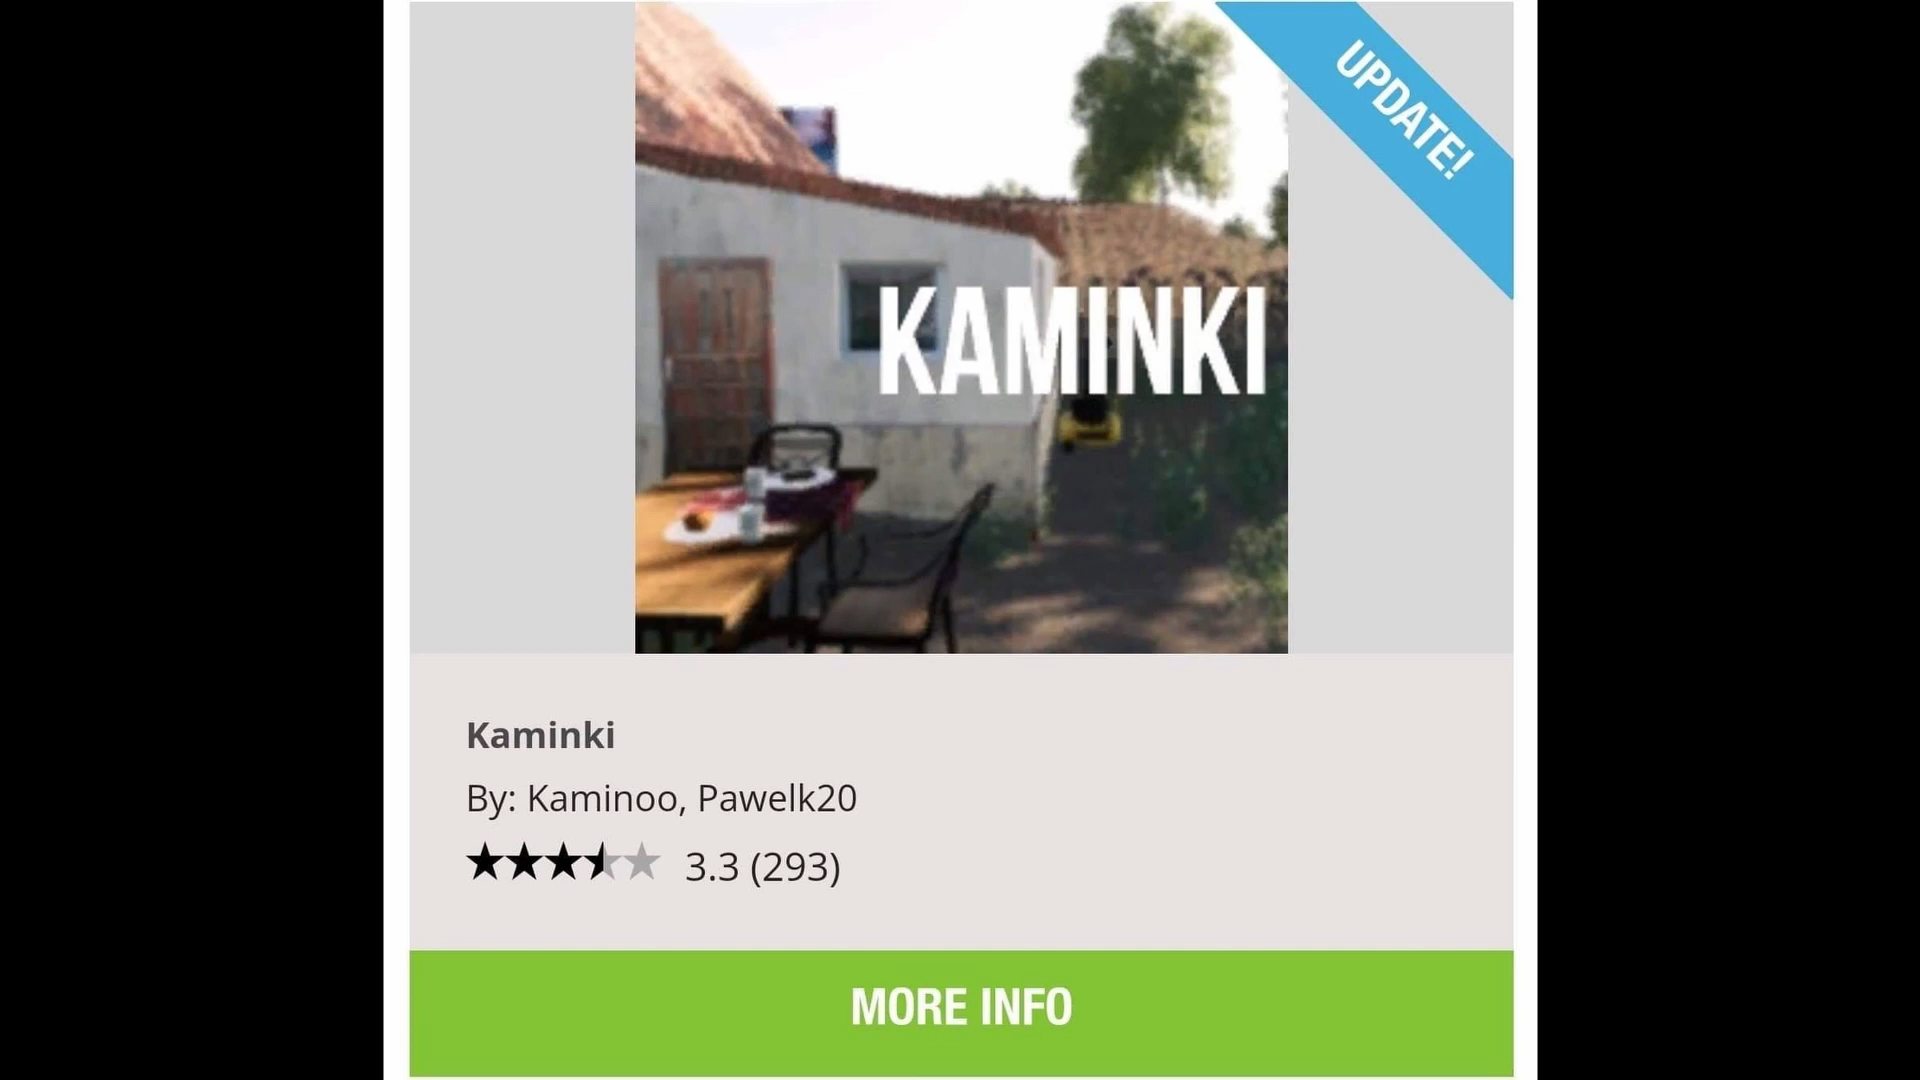 UPDATE!
KAMINKI
Kaminki
By: Kaminoo, Pawelk20
3.3 (293)
MORE INFO